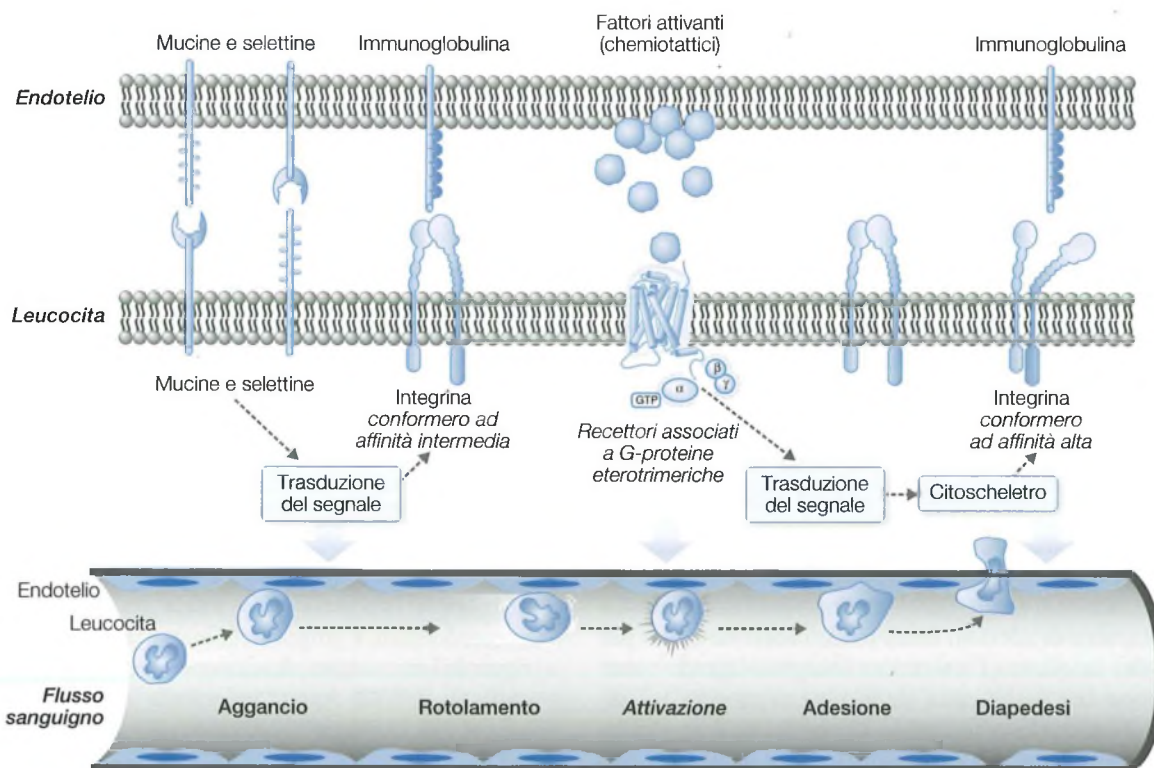 Mucine e selettine
Immunoglobulina
Fattori attivanti
(chemiotattici)
Immunoglobulina
Endotelio
Leucocita
Mucine e selettine
Integrina
conformero ad
affinità intermedia
GTP
α
β
γ
Recettori associati
a G-proteine
eterotrimeriche
Integrina
conformero
ad affinità alta
Trasduzione
del segnale
Trasduzione
del segnale
Citoscheletro
Endotelio
Leucocita
Flusso
sanguigno
Aggancio
Rotolamento
Attivazione
Adesione
Diapedesi